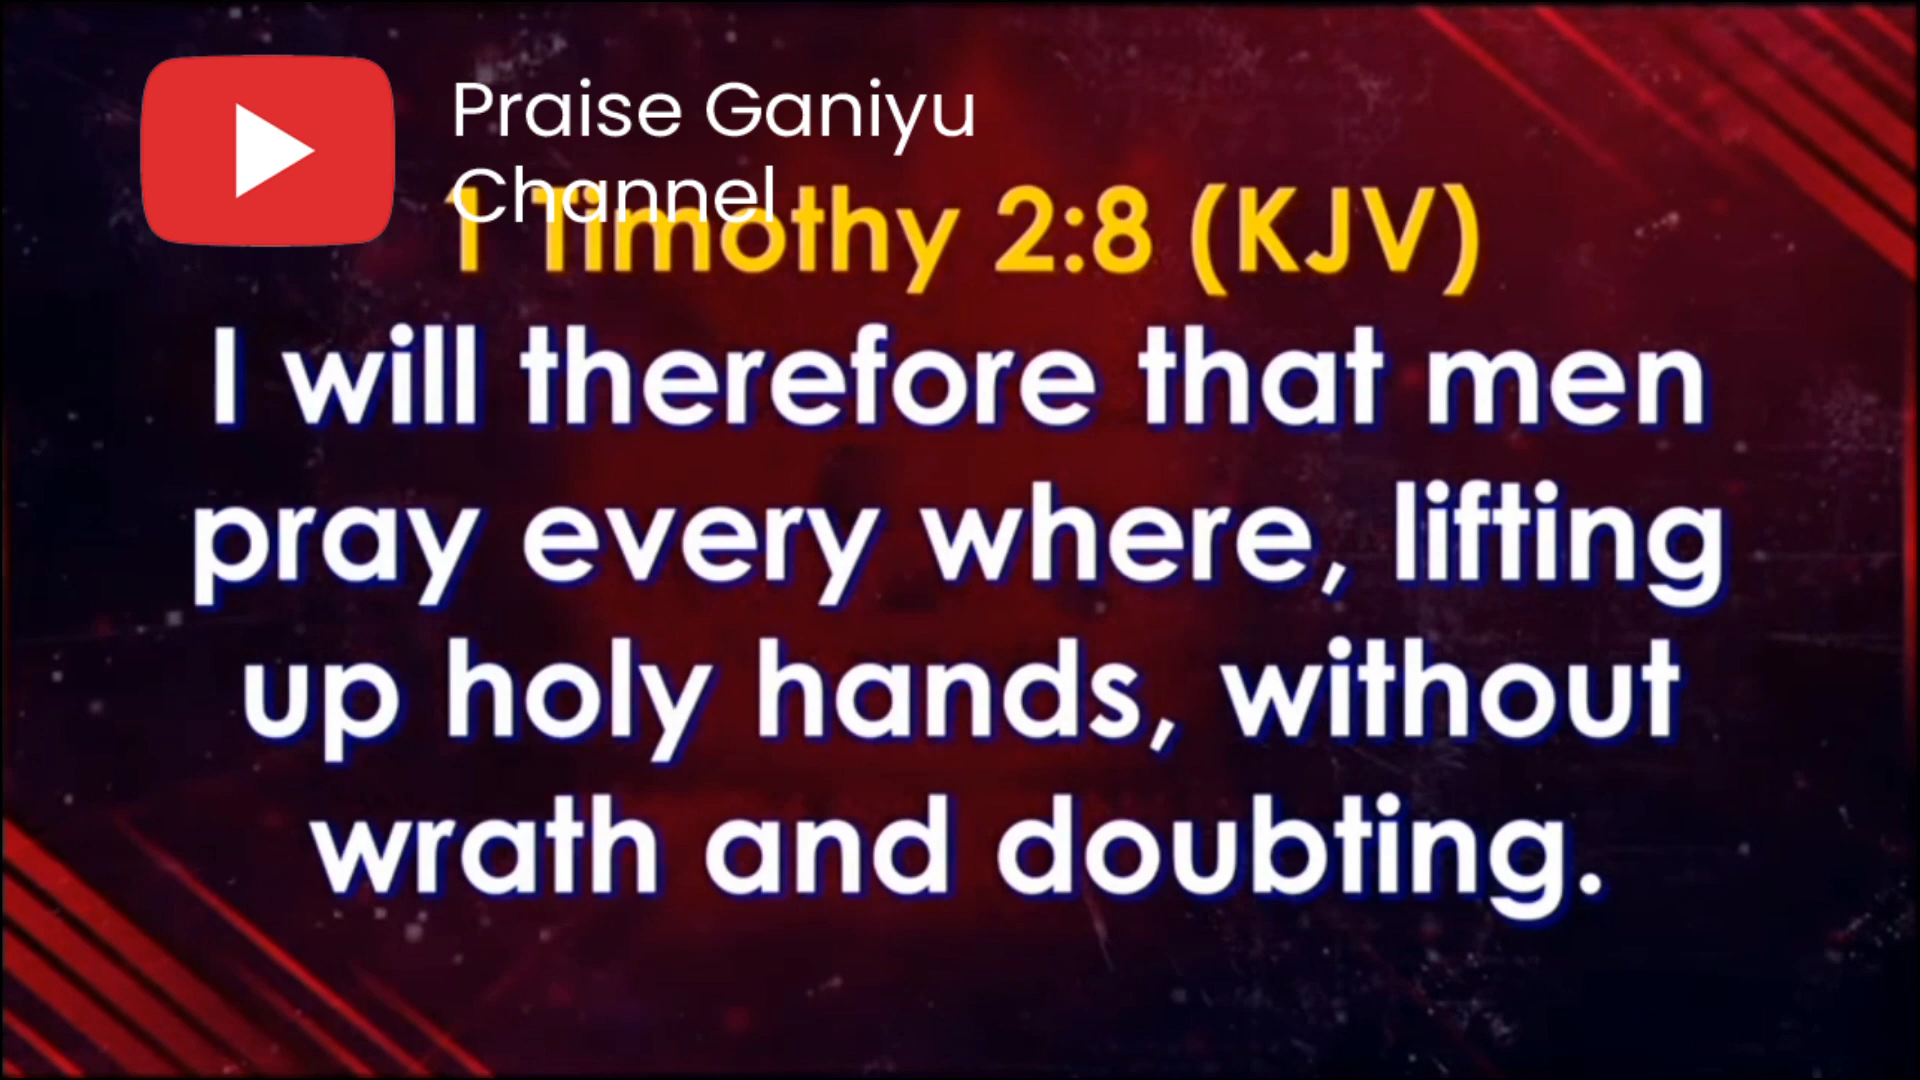 Praise Ganiyu
Channel
1 Timothy 2:8 (KJV)
I will therefore that men
pray every where, lifting
up holy hands, without
wrath and doubting.